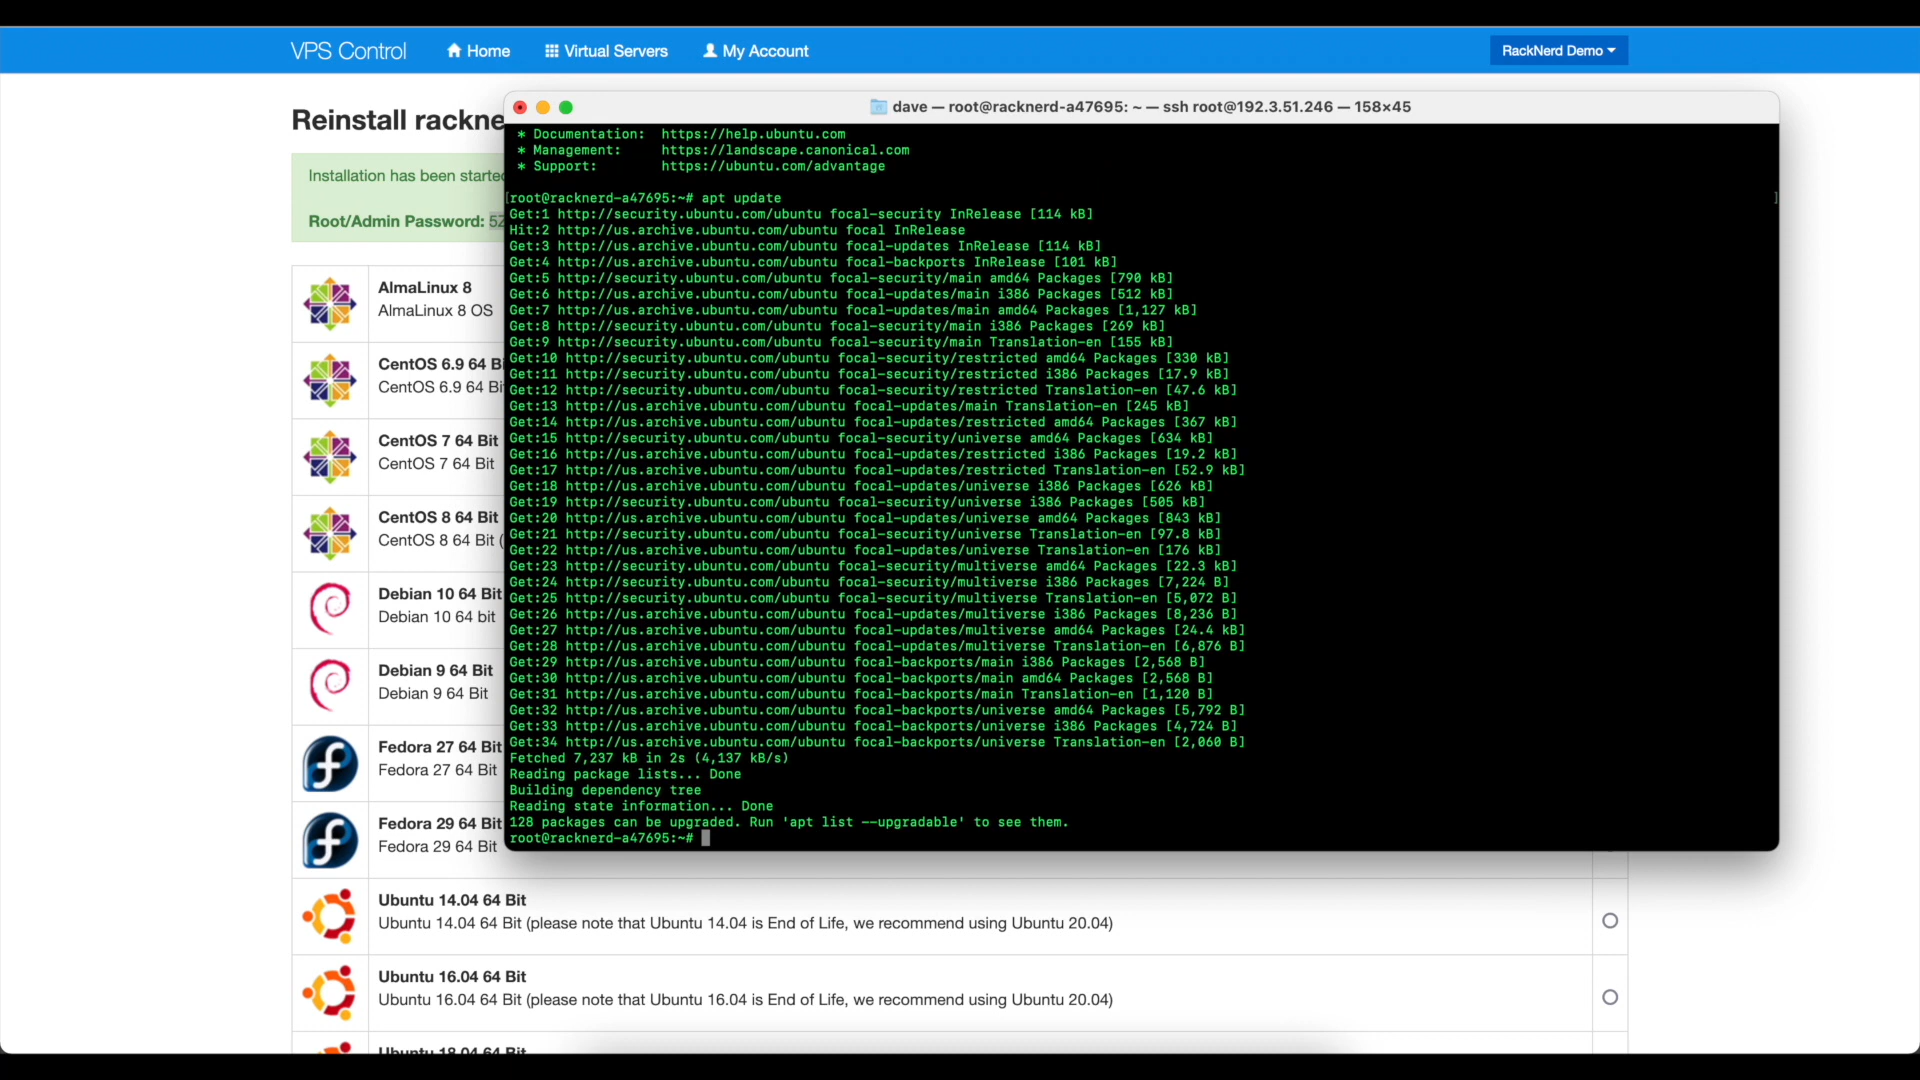 VPS Control
Home
Virtual Servers
My Account
RackNerd Demo
Reinstall rackne
Installation has been starte
Root/Admin Password: 5Z
AlmaLinux 8
AlmaLinux 8 OS
CentOS 6.9 64 Bi
CentOS 6.9 64 Bi
CentOS 7 64 Bit
CentOS 7 64 Bit
CentOS 8 64 Bit
CentOS 8 64 Bit (
Debian 10 64 Bit
Debian 10 64 bit
Debian 9 64 Bit
Debian 9 64 Bit
Fedora 27 64 Bit
Fedora 27 64 Bit
Fedora 29 64 Bit
Fedora 29 64 Bit
Ubuntu 14.04 64 Bit
Ubuntu 14.04 64 Bit (please note that Ubuntu 14.04 is End of Life, we recommend using Ubuntu 20.04)
Ubuntu 16.04 64 Bit
Ubuntu 16.04 64 Bit (please note that Ubuntu 16.04 is End of Life, we recommend using Ubuntu 20.04)
Ubuntu 18.04 64 Bit
dave — root@racknerd-a47695: ~ — ssh root@192.3.51.246 — 158×45
* Documentation:  https://help.ubuntu.com
* Management:     https://landscape.canonical.com
* Support:        https://ubuntu.com/advantage
[root@racknerd-a47695:~# apt update ]
Get:1 http://security.ubuntu.com/ubuntu focal-security InRelease [114 kB]
Hit:2 http://us.archive.ubuntu.com/ubuntu focal InRelease
Get:3 http://us.archive.ubuntu.com/ubuntu focal-updates InRelease [114 kB]
Get:4 http://us.archive.ubuntu.com/ubuntu focal-backports InRelease [101 kB]
Get:5 http://security.ubuntu.com/ubuntu focal-security/main amd64 Packages [790 kB]
Get:6 http://us.archive.ubuntu.com/ubuntu focal-updates/main i386 Packages [512 kB]
Get:7 http://us.archive.ubuntu.com/ubuntu focal-updates/main amd64 Packages [1,127 kB]
Get:8 http://security.ubuntu.com/ubuntu focal-security/main i386 Packages [269 kB]
Get:9 http://security.ubuntu.com/ubuntu focal-security/main Translation-en [155 kB]
Get:10 http://security.ubuntu.com/ubuntu focal-security/restricted amd64 Packages [330 kB]
Get:11 http://security.ubuntu.com/ubuntu focal-security/restricted i386 Packages [17.9 kB]
Get:12 http://security.ubuntu.com/ubuntu focal-security/restricted Translation-en [47.6 kB]
Get:13 http://us.archive.ubuntu.com/ubuntu focal-updates/main Translation-en [245 kB]
Get:14 http://us.archive.ubuntu.com/ubuntu focal-updates/restricted amd64 Packages [367 kB]
Get:15 http://security.ubuntu.com/ubuntu focal-security/universe amd64 Packages [634 kB]
Get:16 http://us.archive.ubuntu.com/ubuntu focal-updates/restricted i386 Packages [19.2 kB]
Get:17 http://us.archive.ubuntu.com/ubuntu focal-updates/restricted Translation-en [52.9 kB]
Get:18 http://us.archive.ubuntu.com/ubuntu focal-updates/universe i386 Packages [626 kB]
Get:19 http://security.ubuntu.com/ubuntu focal-security/universe i386 Packages [505 kB]
Get:20 http://us.archive.ubuntu.com/ubuntu focal-updates/universe amd64 Packages [843 kB]
Get:21 http://security.ubuntu.com/ubuntu focal-security/universe Translation-en [97.8 kB]
Get:22 http://us.archive.ubuntu.com/ubuntu focal-updates/universe Translation-en [176 kB]
Get:23 http://security.ubuntu.com/ubuntu focal-security/multiverse amd64 Packages [22.3 kB]
Get:24 http://security.ubuntu.com/ubuntu focal-security/multiverse i386 Packages [7,224 B]
Get:25 http://security.ubuntu.com/ubuntu focal-security/multiverse Translation-en [5,072 B]
Get:26 http://us.archive.ubuntu.com/ubuntu focal-updates/multiverse i386 Packages [8,236 B]
Get:27 http://us.archive.ubuntu.com/ubuntu focal-updates/multiverse amd64 Packages [24.4 kB]
Get:28 http://us.archive.ubuntu.com/ubuntu focal-updates/multiverse Translation-en [6,876 B]
Get:29 http://us.archive.ubuntu.com/ubuntu focal-backports/main i386 Packages [2,568 B]
Get:30 http://us.archive.ubuntu.com/ubuntu focal-backports/main amd64 Packages [2,568 B]
Get:31 http://us.archive.ubuntu.com/ubuntu focal-backports/main Translation-en [1,120 B]
Get:32 http://us.archive.ubuntu.com/ubuntu focal-backports/universe amd64 Packages [5,792 B]
Get:33 http://us.archive.ubuntu.com/ubuntu focal-backports/universe i386 Packages [4,724 B]
Get:34 http://us.archive.ubuntu.com/ubuntu focal-backports/universe Translation-en [2,060 B]
Fetched 7,237 kB in 2s (4,137 kB/s)
Reading package lists... Done
Building dependency tree
Reading state information... Done
128 packages can be upgraded. Run 'apt list --upgradable' to see them.
root@racknerd-a47695:~#